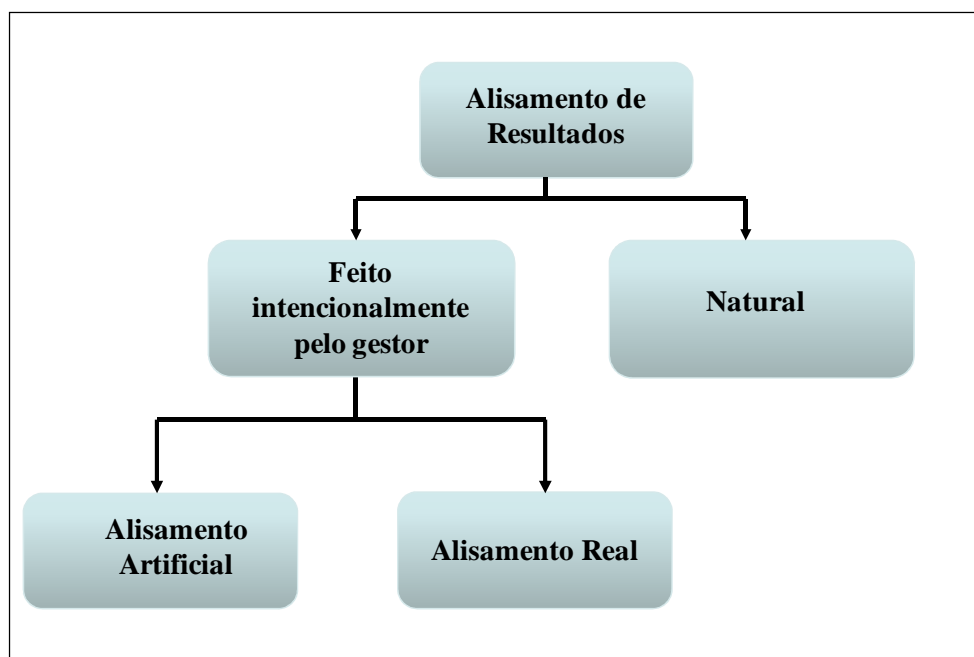 Alisamento de
Resultados
Feito
intencionalmente
pelo gestor
Natural
Alisamento
Artificial
Alisamento Real